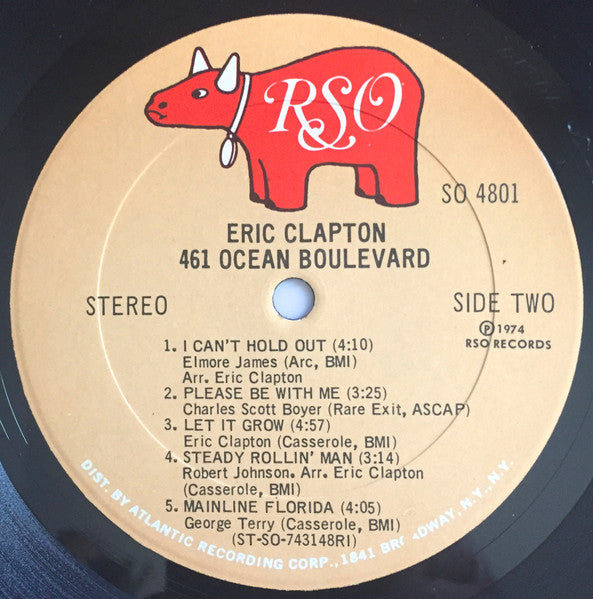 RSO
SO 4801
ERIC CLAPTON
461 OCEAN BOULEVARD
STEREO
SIDE TWO
℗ 1974
RSO RECORDS
1. I CAN'T HOLD OUT (4:10)
Elmore James (Arc, BMI)
Arr. Eric Clapton
2. PLEASE BE WITH ME (3:25)
Charles Scott Boyer (Rare Exit, ASCAP)
3. LET IT GROW (4:57)
Eric Clapton (Casserole, BMI)
4. STEADY ROLLIN' MAN (3:14)
Robert Johnson. Arr. Eric Clapton
(Casserole, BMI)
5. MAINLINE FLORIDA (4:05)
George Terry (Casserole, BMI)
(ST-SO-743148RI)
DIST. BY ATLANTIC RECORDING CORP., 1841 BROADWAY, N.Y., N.Y.